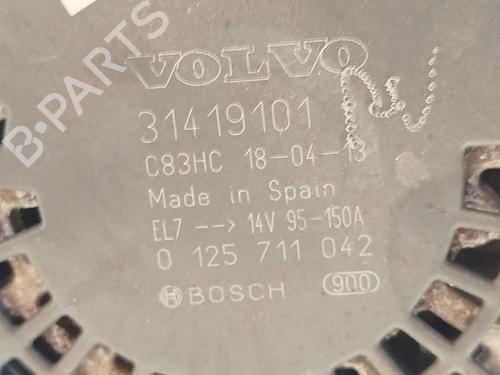 B-PARTS
VOLVO
31419101
C83HC 18-04-13
Made in Spain
EL7 --> 14V 95-150A
0 125 711 042
BOSCH 900